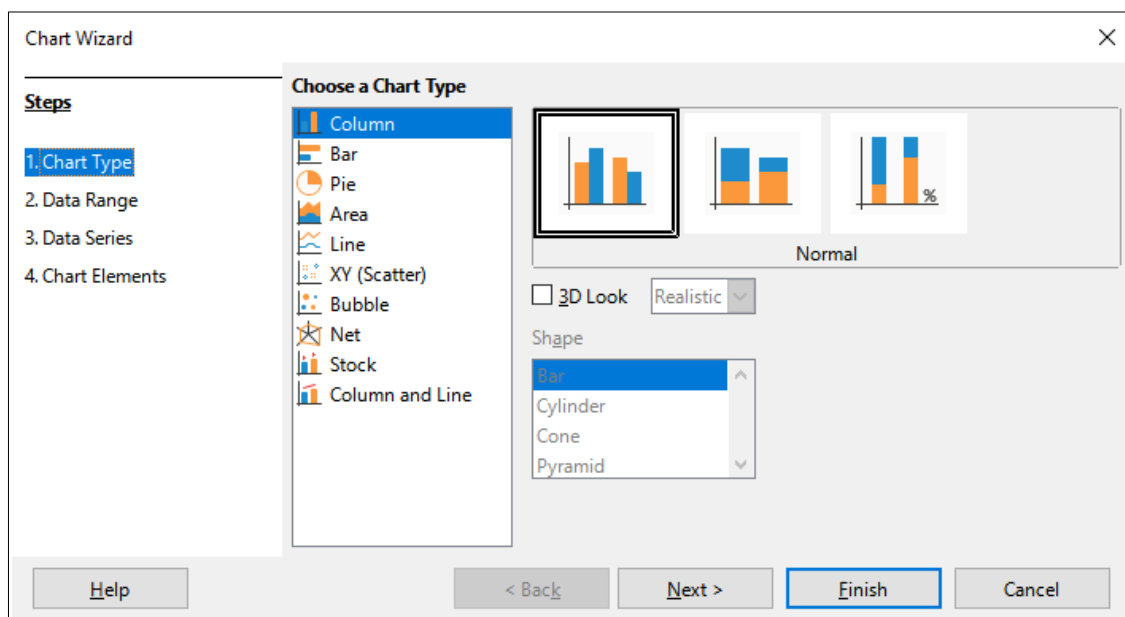 Chart Wizard
Steps
1. Chart Type
2. Data Range
3. Data Series
4. Chart Elements
Choose a Chart Type
Column
Bar
Pie
Area
Line
XY (Scatter)
Bubble
Net
Stock
Column and Line
%
Normal
3D Look
Realistic
Shape
Bar
Cylinder
Cone
Pyramid
Help
< Back
Next >
Finish
Cancel